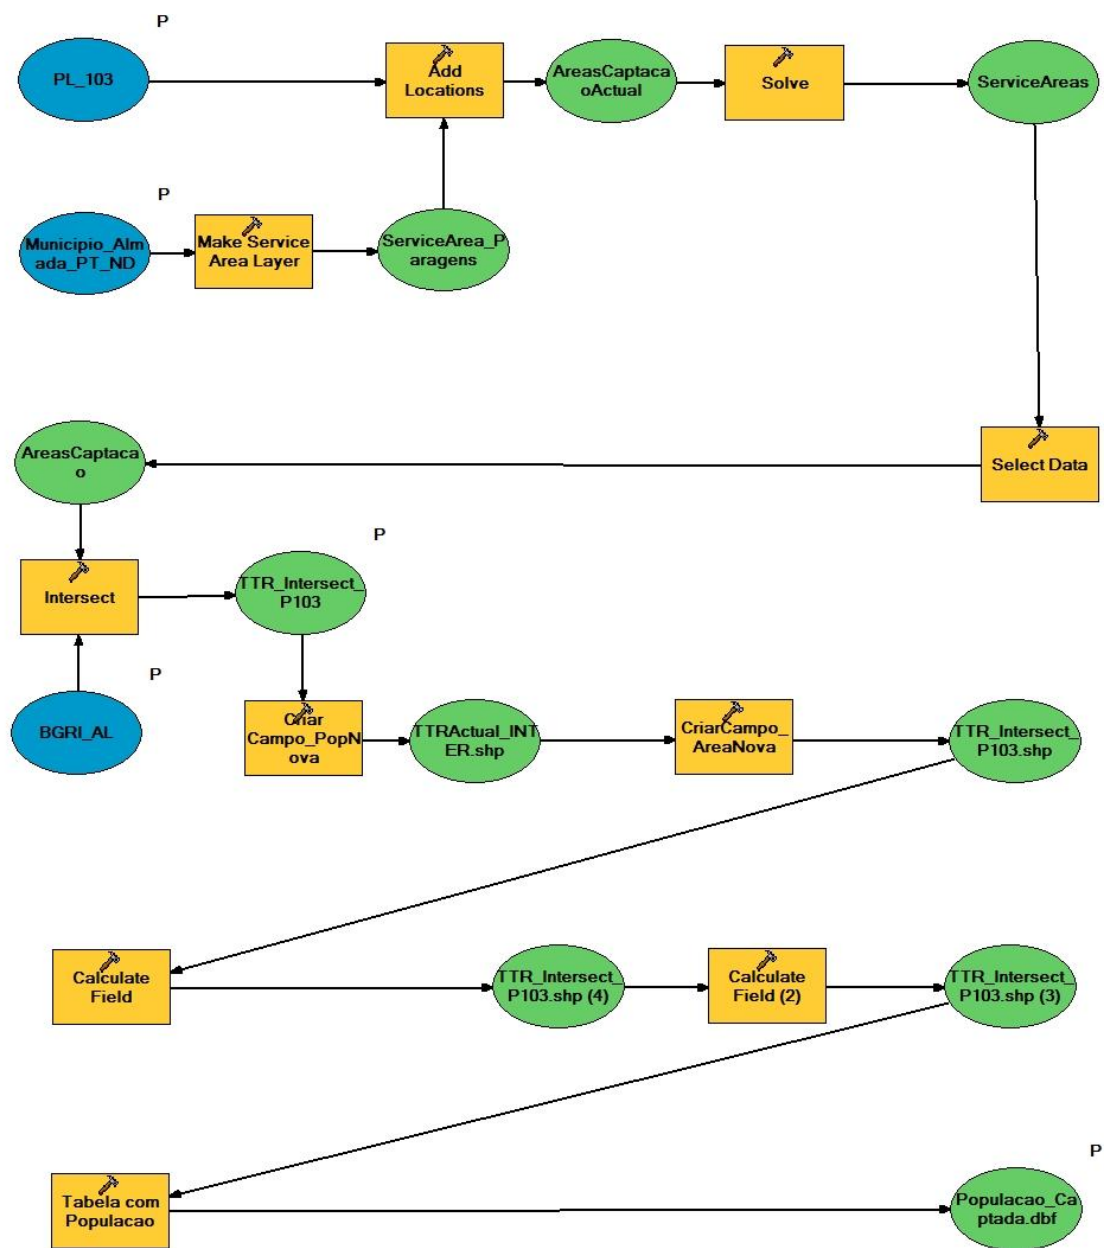 P
PL_103
Add
Locations
AreasCaptaca
oActual
Solve
ServiceAreas
P
Municipio_Alm
ada_PT_ND
Make Service
Area Layer
ServiceArea_P
aragens
AreasCaptaca
o
Select Data
P
Intersect
TTR_Intersect_
P103
P
BGRI_AL
Criar
Campo_PopN
ova
TTRActual_INT
ER.shp
CriarCampo_
AreaNova
TTR_Intersect_
P103.shp
Calculate
Field
TTR_Intersect_
P103.shp (4)
Calculate
Field (2)
TTR_Intersect_
P103.shp (3)
P
Tabela com
Populacao
Populacao_Ca
ptada.dbf